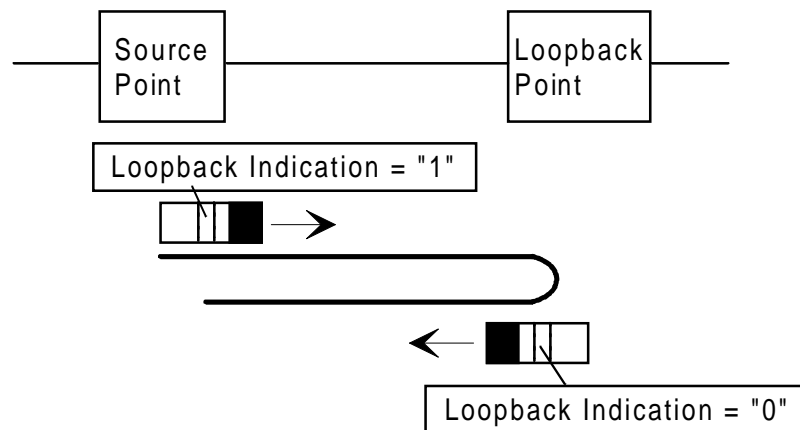 Source
Point
Loopback
Point
Loopback Indication = "1"
Loopback Indication = "0"